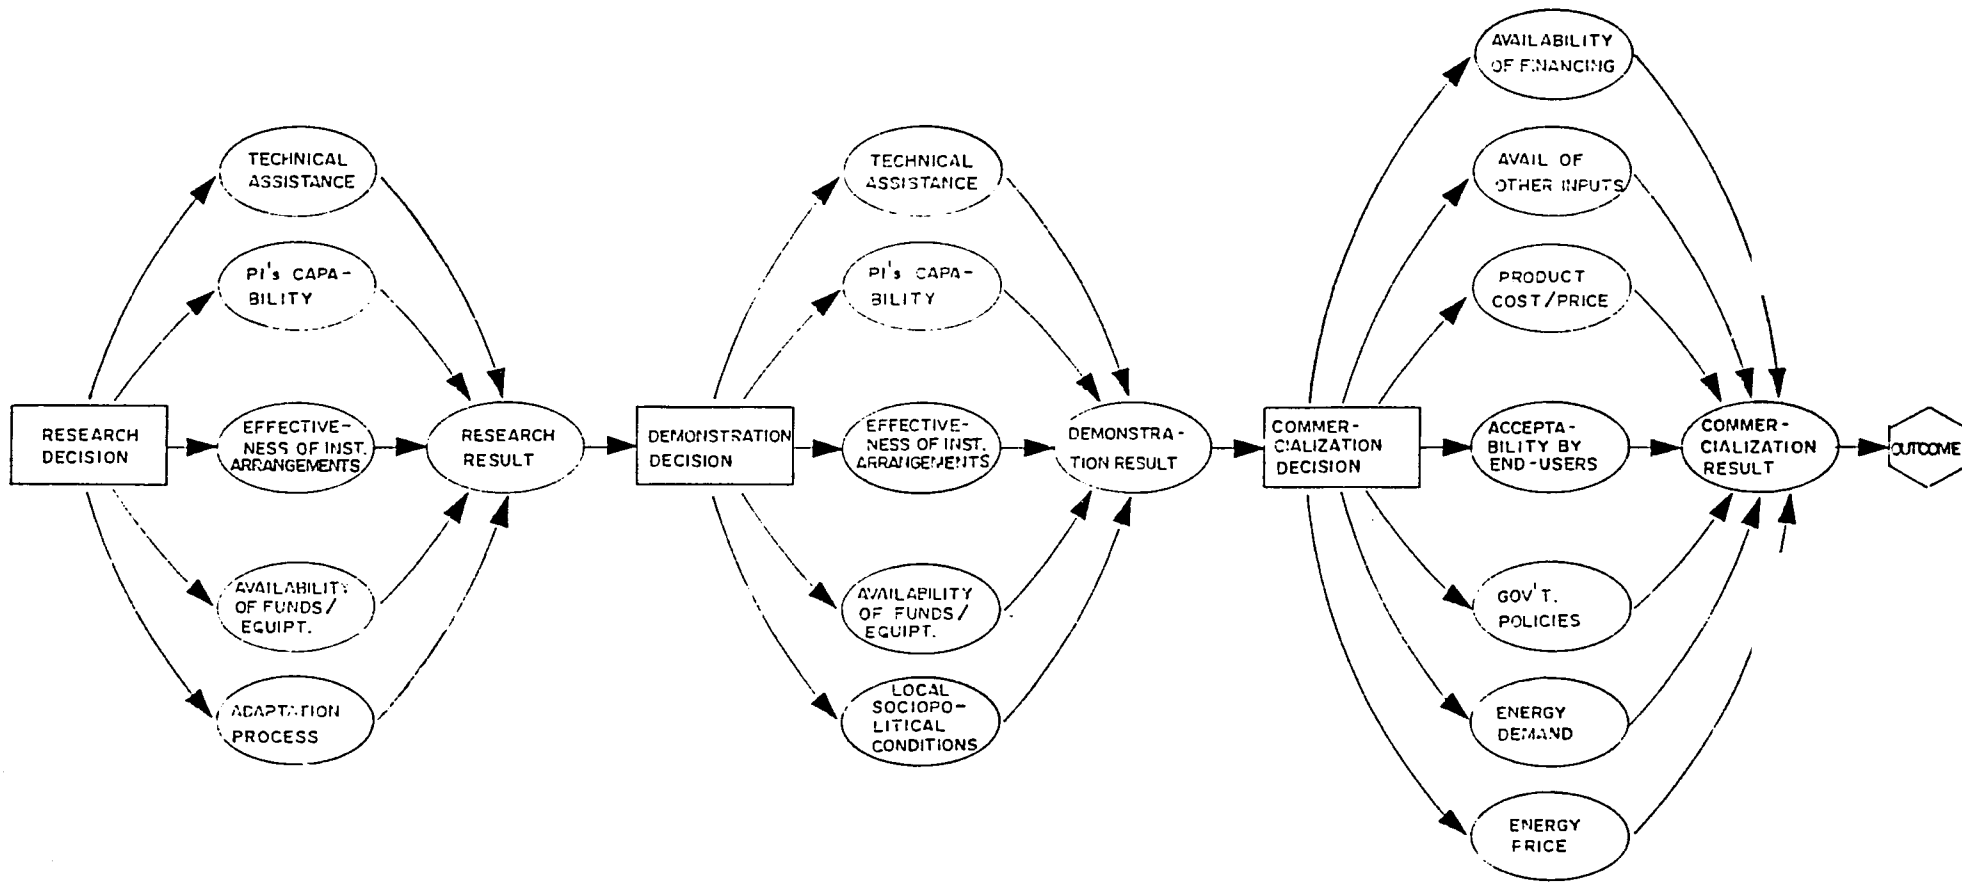 RESEARCH
DECISION
TECHNICAL
ASSISTANCE
PI's CAPA-
BILITY
EFFECTIVE-
NESS OF INST.
ARRANGEMENTS
AVAILABILITY
OF FUNDS/
EQUIPT.
ADAPTATION
PROCESS
RESEARCH
RESULT
DEMONSTRATION
DECISION
TECHNICAL
ASSISTANCE
PI's CAPA-
BILITY
EFFECTIVE-
NESS OF INST.
ARRANGEMENTS
AVAILABILITY
OF FUNDS/
EQUIPT.
LOCAL
SOCIOPO-
LITICAL
CONDITIONS
DEMONSTRA-
TION RESULT
COMMER-
CIALIZATION
DECISION
AVAILABILITY
OF FINANCING
AVAIL OF
OTHER INPUTS
PRODUCT
COST/PRICE
ACCEPTA-
BILITY BY
END-USERS
GOV'T.
POLICIES
ENERGY
DEMAND
ENERGY
PRICE
COMMER-
CIALIZATION
RESULT
OUTCOME